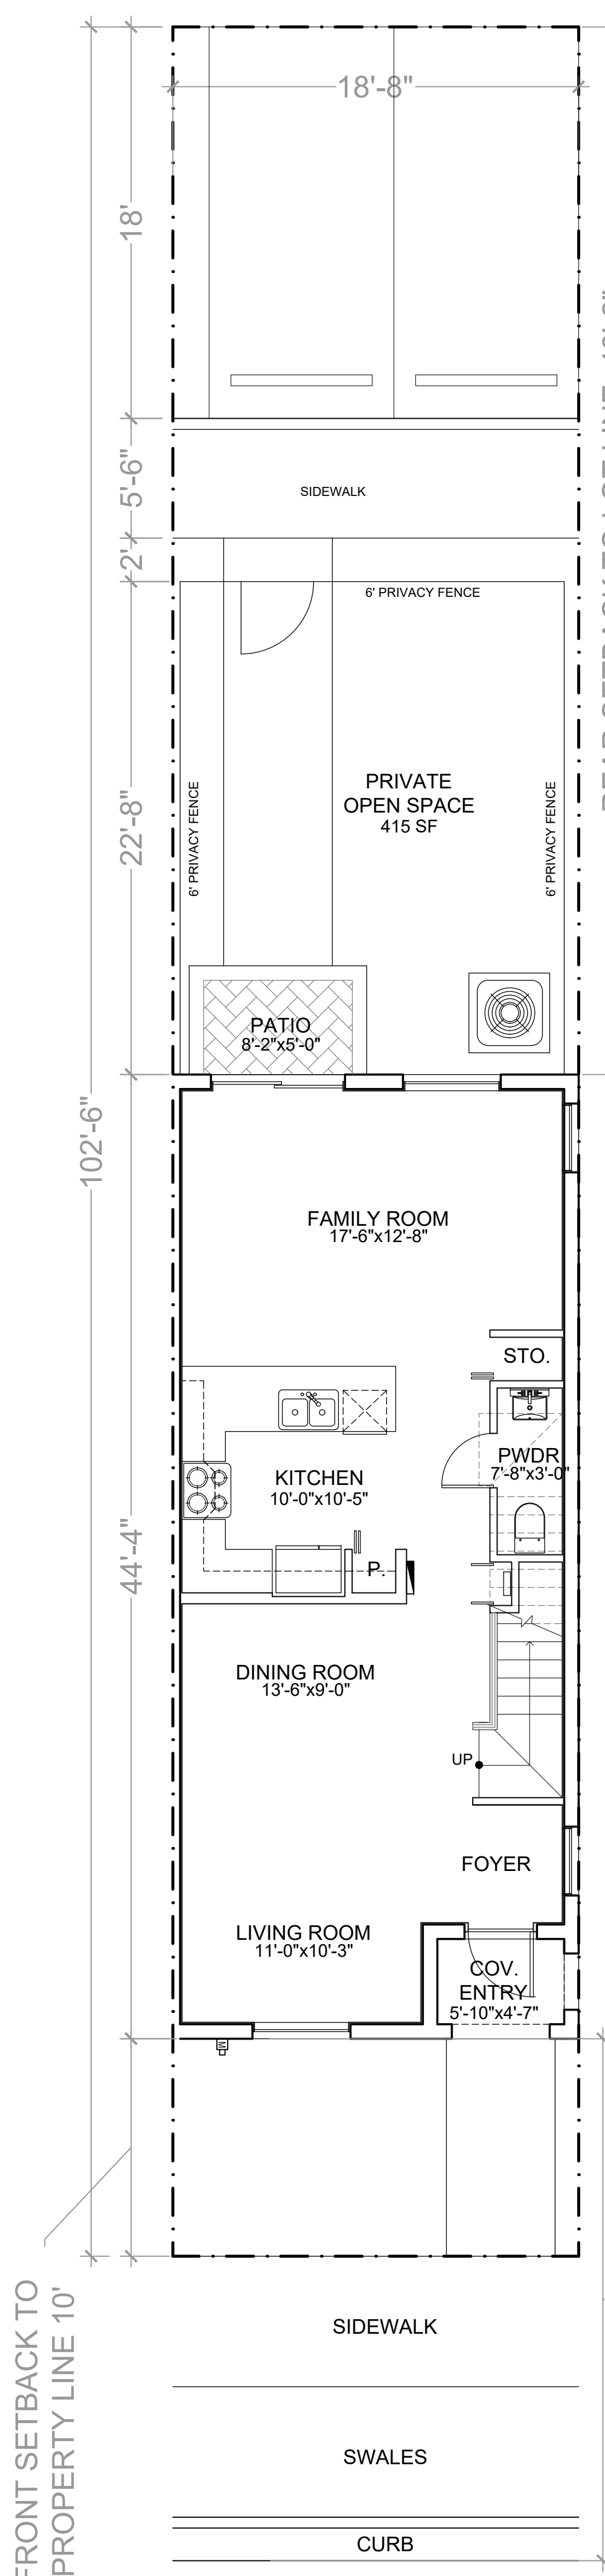 18'-8"
18'
5'-6"
SIDEWALK
2'
6' PRIVACY FENCE
22'-8"
6' PRIVACY FENCE
PRIVATE
OPEN SPACE
415 SF
6' PRIVACY FENCE
PATIO
8'-2"x5'-0"
102'-6"
FAMILY ROOM
17'-6"x12'-8"
STO.
KITCHEN
10'-0"x10'-5"
PWDR
7'-8"x3'-0"
44'-4"
P.
DINING ROOM
13'-6"x9'-0"
UP
FOYER
LIVING ROOM
11'-0"x10'-3"
COV.
ENTRY
5'-10"x4'-7"
M
FRONT SETBACK TO
PROPERTY LINE 10'
SIDEWALK
SWALES
CURB